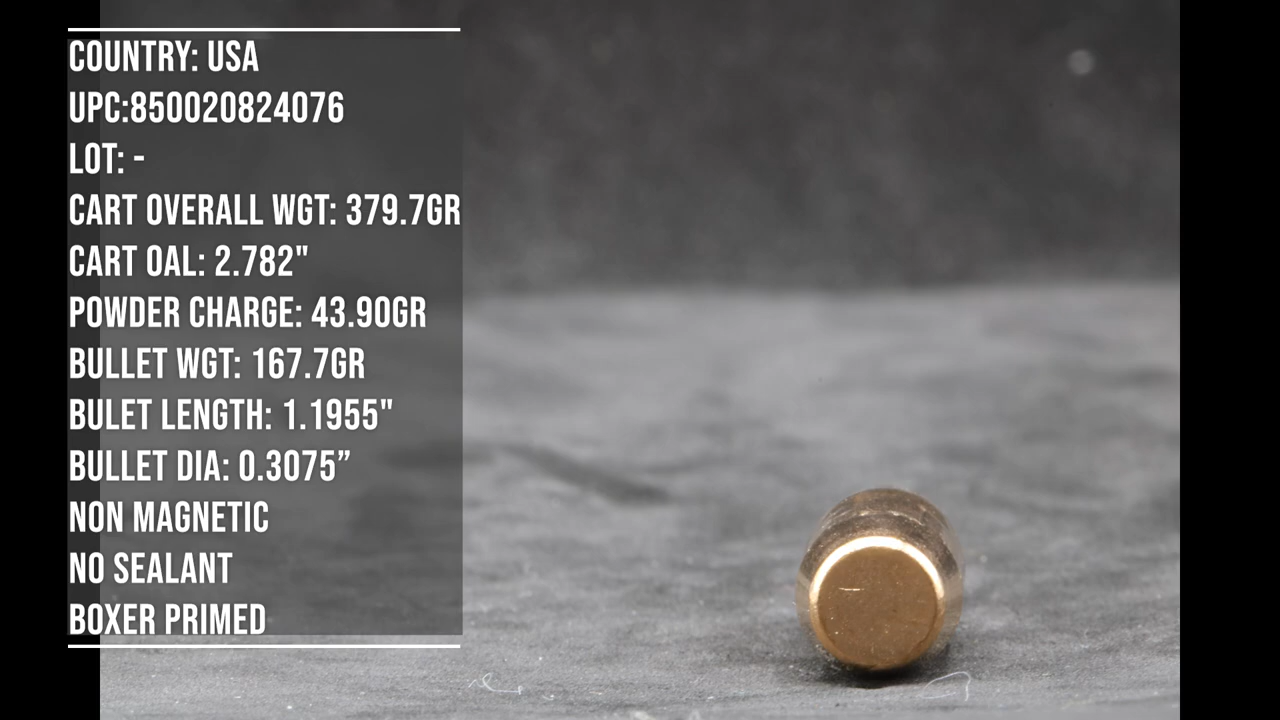 COUNTRY: USA
UPC:850020824076
LOT: -
CART OVERALL WGT: 379.7GR
CART OAL: 2.782"
POWDER CHARGE: 43.90GR
BULLET WGT: 167.7GR
BULET LENGTH: 1.1955"
BULLET DIA: 0.3075”
NON MAGNETIC
NO SEALANT
BOXER PRIMED